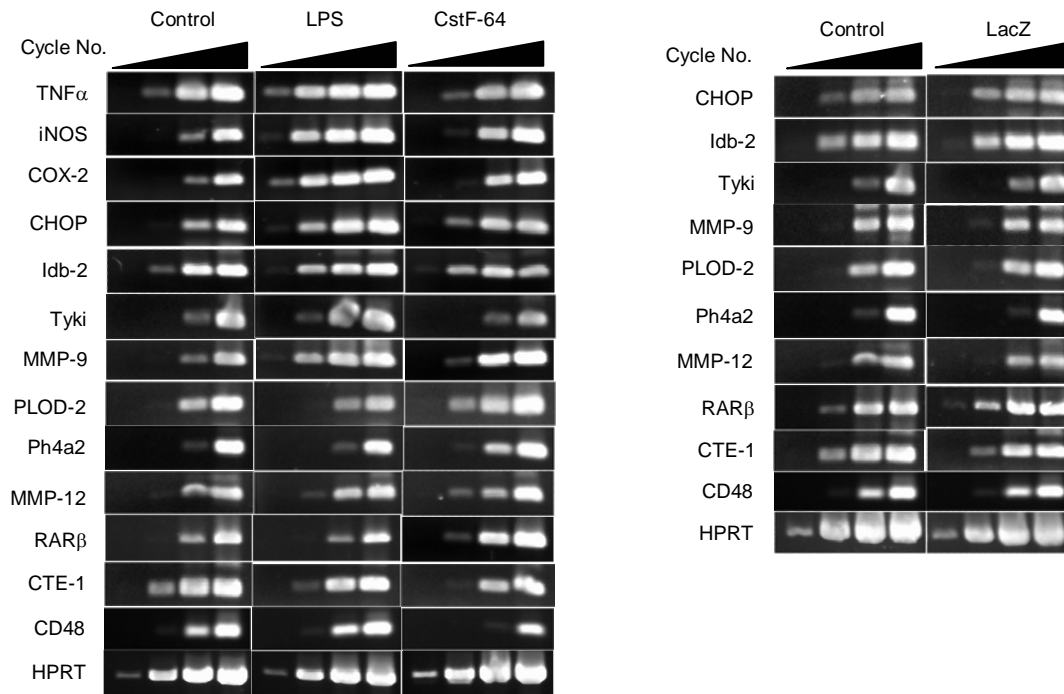 Control LPS CstF-64
Cycle No.
TNFα
iNOS
COX-2
CHOP
Idb-2
Tyki
MMP-9
PLOD-2
Ph4a2
MMP-12
RARβ
CTE-1
CD48
HPRT
Control LacZ
Cycle No.
CHOP
Idb-2
Tyki
MMP-9
PLOD-2
Ph4a2
MMP-12
RARβ
CTE-1
CD48
HPRT